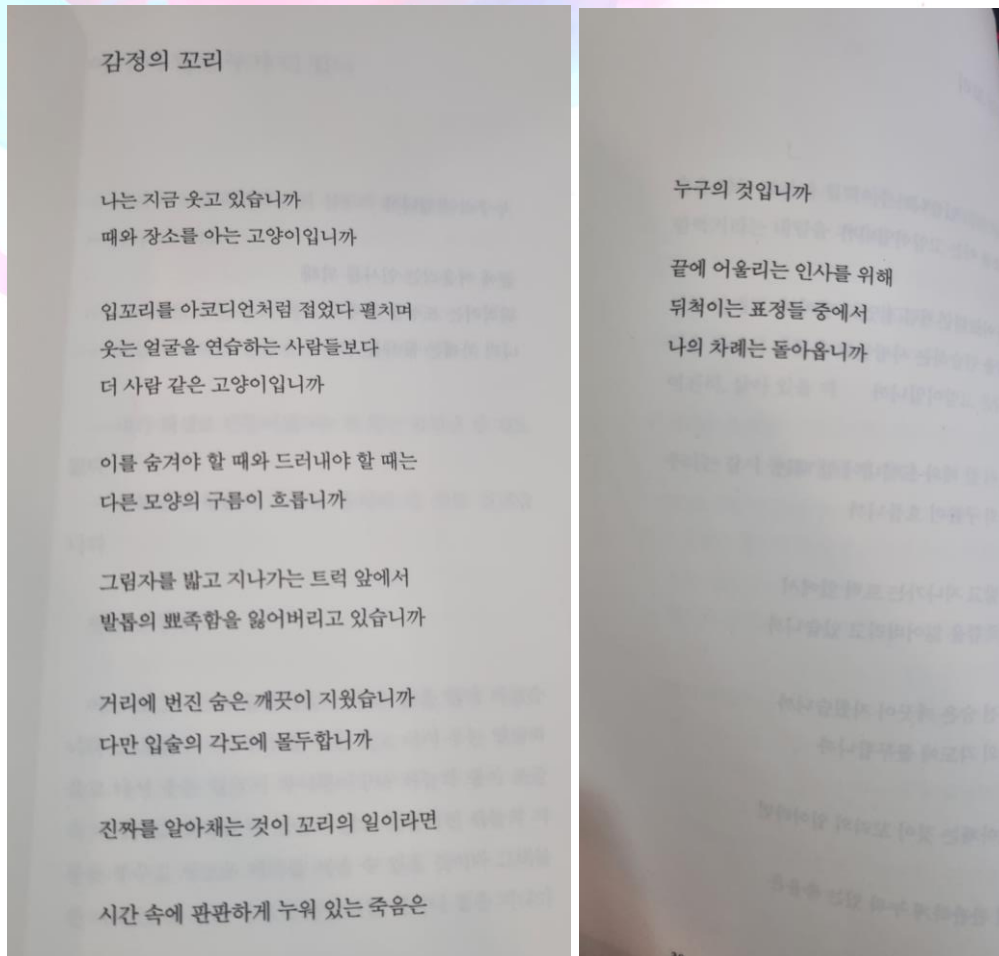 감정의 꼬리
나는 지금 웃고 있습니까
때와 장소를 아는 고양이입니까
입꼬리를 아코디언처럼 접었다 펼치며
웃는 얼굴을 연습하는 사람들보다
더 사람 같은 고양이입니까
이를 숨겨야 할 때와 드러내야 할 때는
다른 모양의 구름이 흐릅니까
그림자를 밟고 지나가는 트럭 앞에서
발톱의 뾰족함을 잃어버리고 있습니까
거리에 번진 숨은 깨끗이 지웠습니까
다만 입술의 각도에 몰두합니까
진짜를 알아채는 것이 꼬리의 일이라면
시간 속에 판판하게 누워 있는 죽음은
누구의 것입니까
끝에 어울리는 인사를 위해
뒤척이는 표정들 중에서
나의 차례는 돌아옵니까